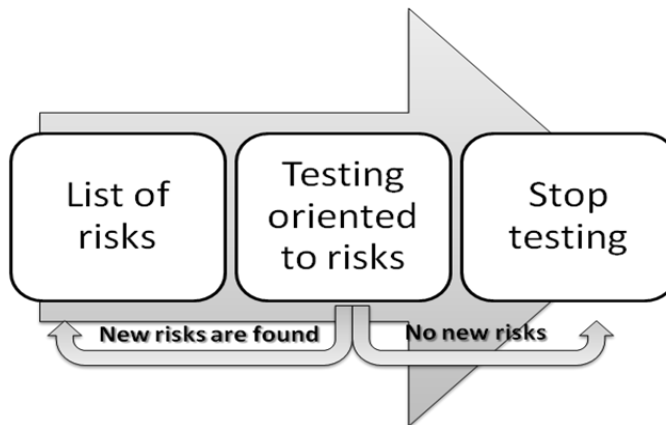 List of
risks
Testing
oriented
to risks
Stop
testing
New risks are found
No new risks